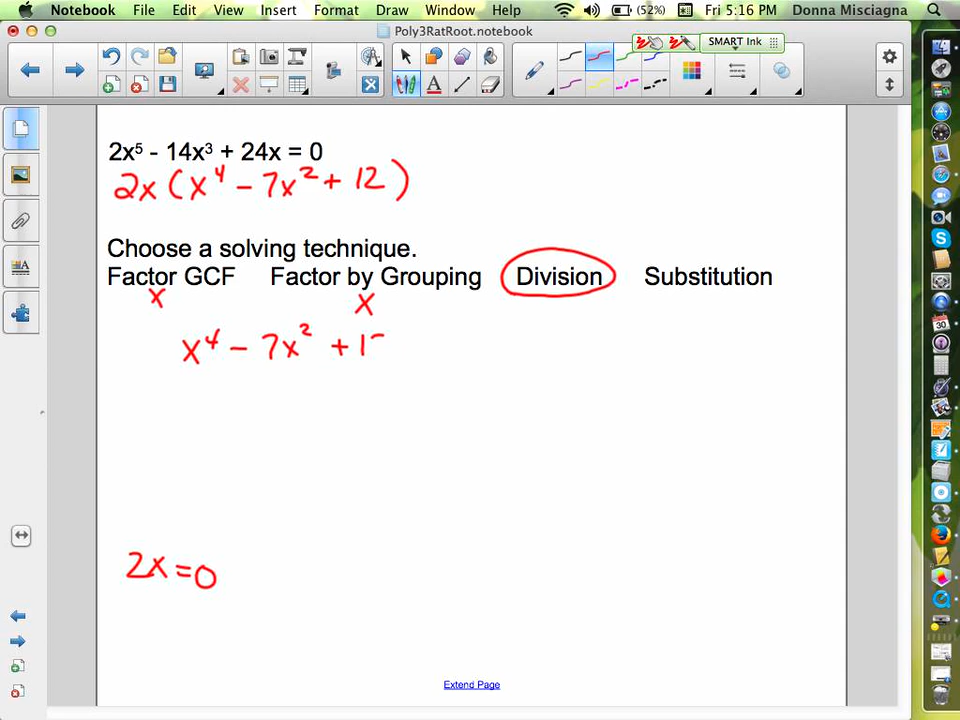 Notebook File Edit View Insert Format Draw Window Help (52%) Fri 5:16 PM Donna Misciagna
Poly3RatRoot.notebook
SMART Ink
2x⁵ - 14x³ + 24x = 0
2x(x⁴ - 7x² + 12)
Choose a solving technique.
Factor GCF Factor by Grouping Division Substitution
x x
x⁴ - 7x² + 1
2x = 0
Extend Page